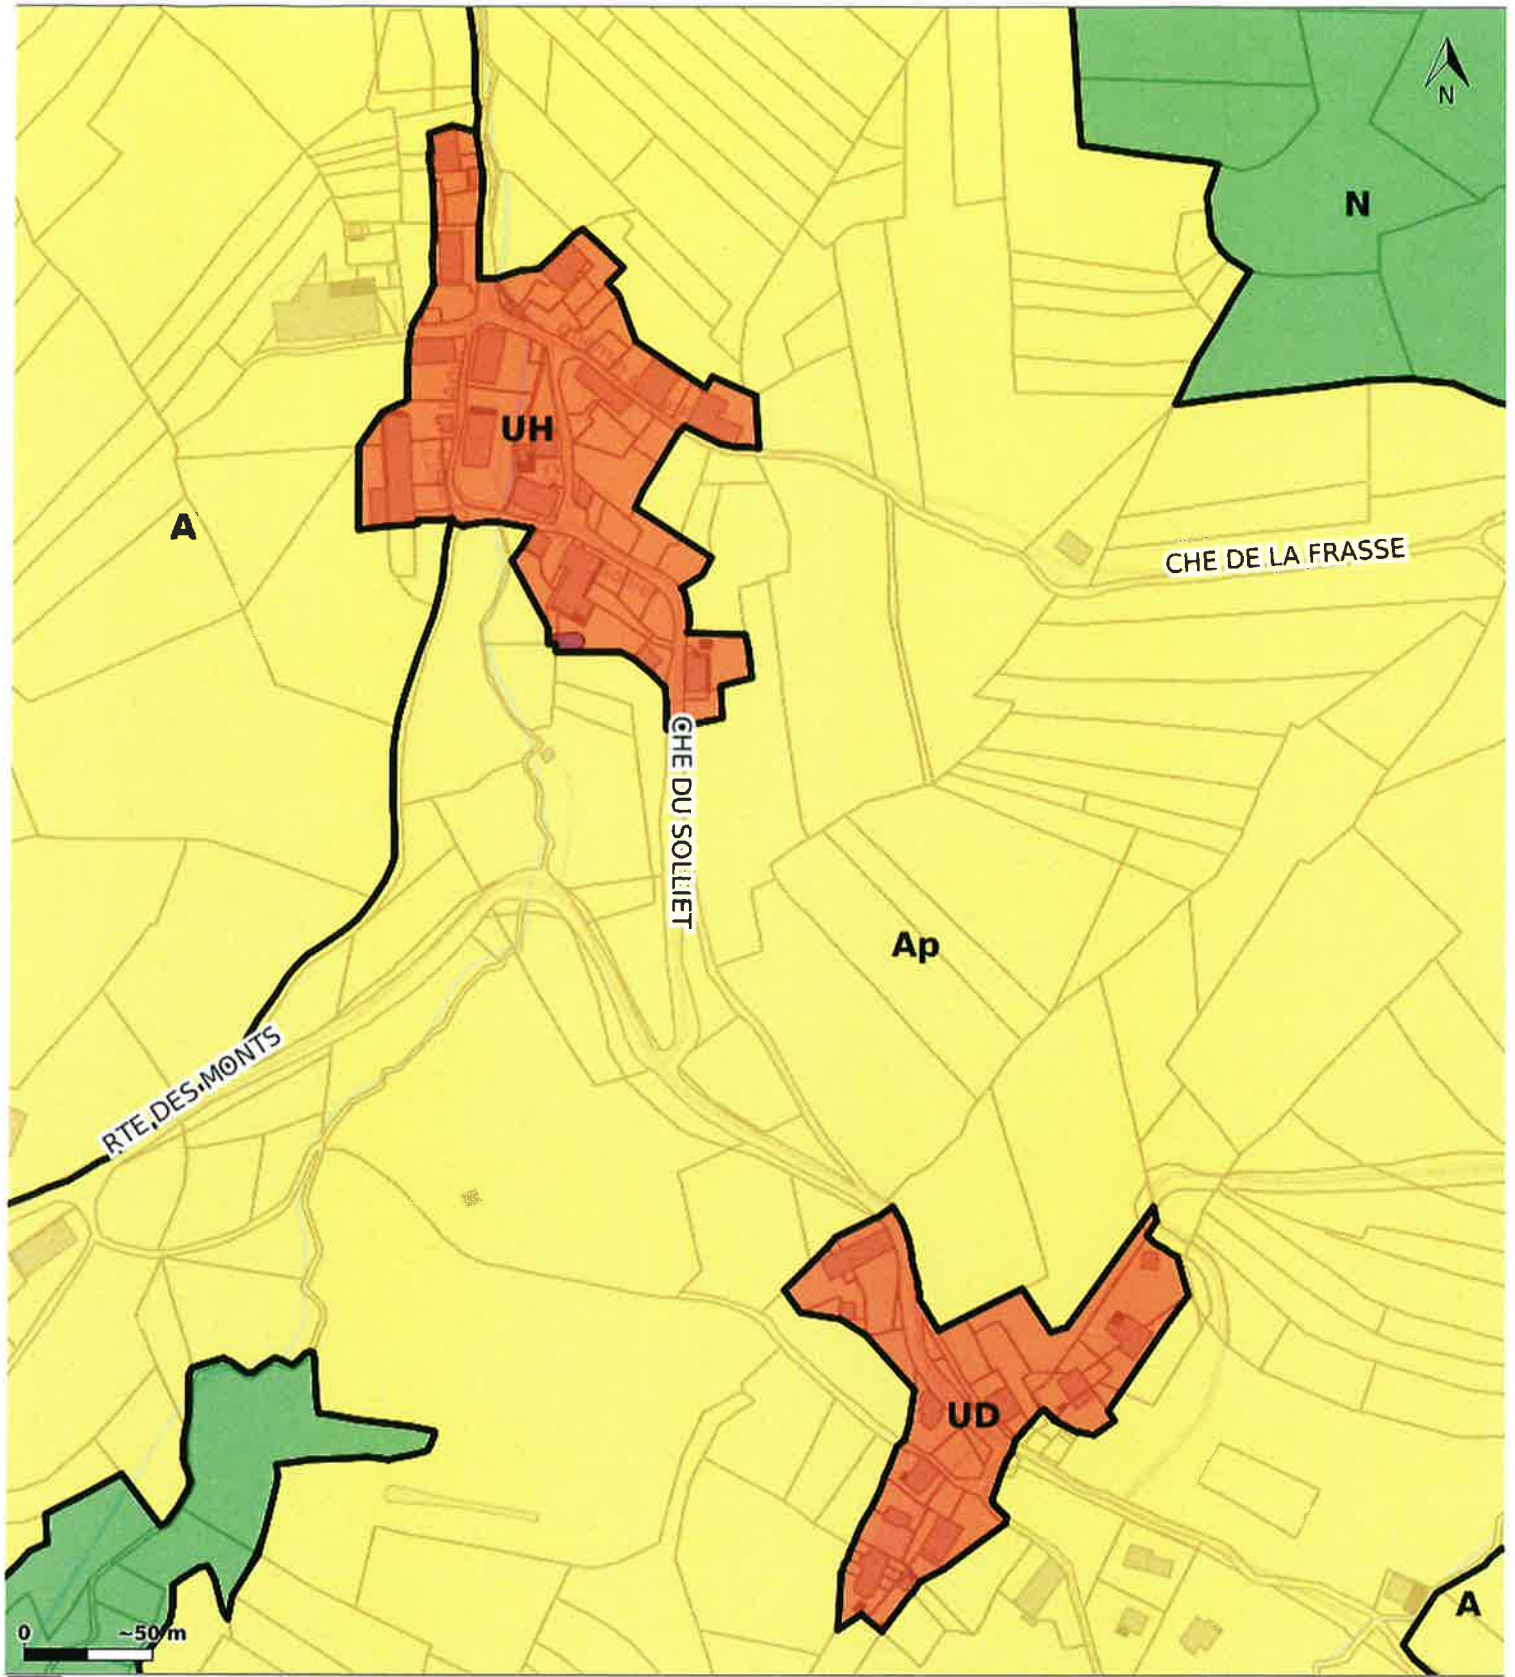 N
N
UH
A
CHE DE LA FRASSE
CHE DU SOLLIET
Ap
RTE DES MONTS
UD
A
0 ~50 m